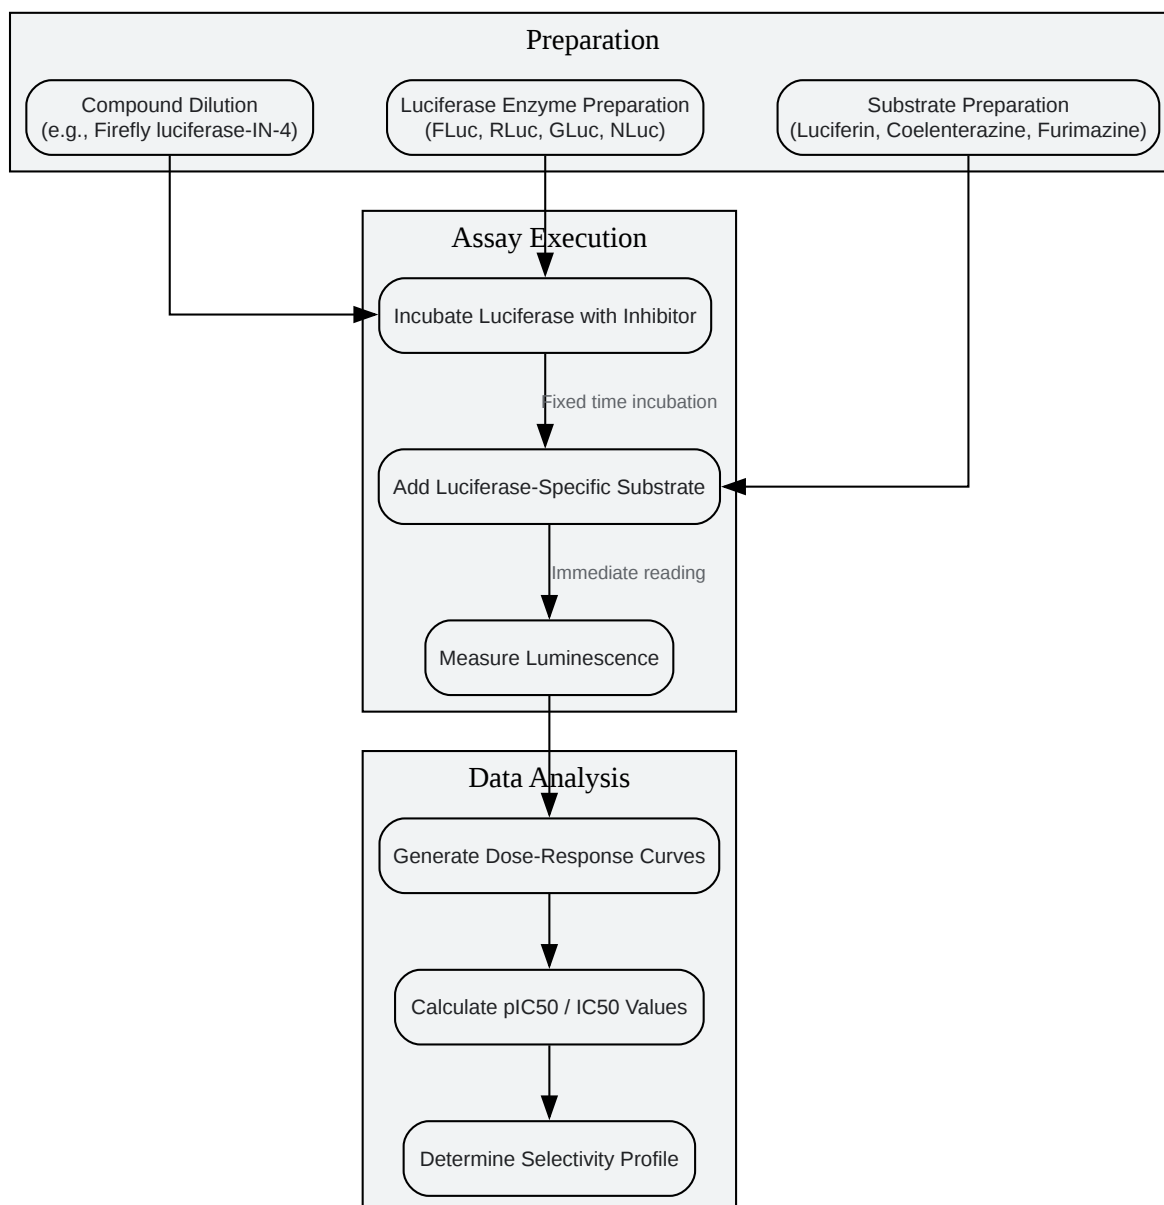 Preparation
Compound Dilution
(e.g., Firefly luciferase-IN-4)
Luciferase Enzyme Preparation
(FLuc, RLuc, GLuc, NLuc)
Substrate Preparation
(Luciferin, Coelenterazine, Furimazine)
Assay Execution
Incubate Luciferase with Inhibitor
Fixed time incubation
Add Luciferase-Specific Substrate
Immediate reading
Measure Luminescence
Data Analysis
Generate Dose-Response Curves
Calculate pIC50 / IC50 Values
Determine Selectivity Profile